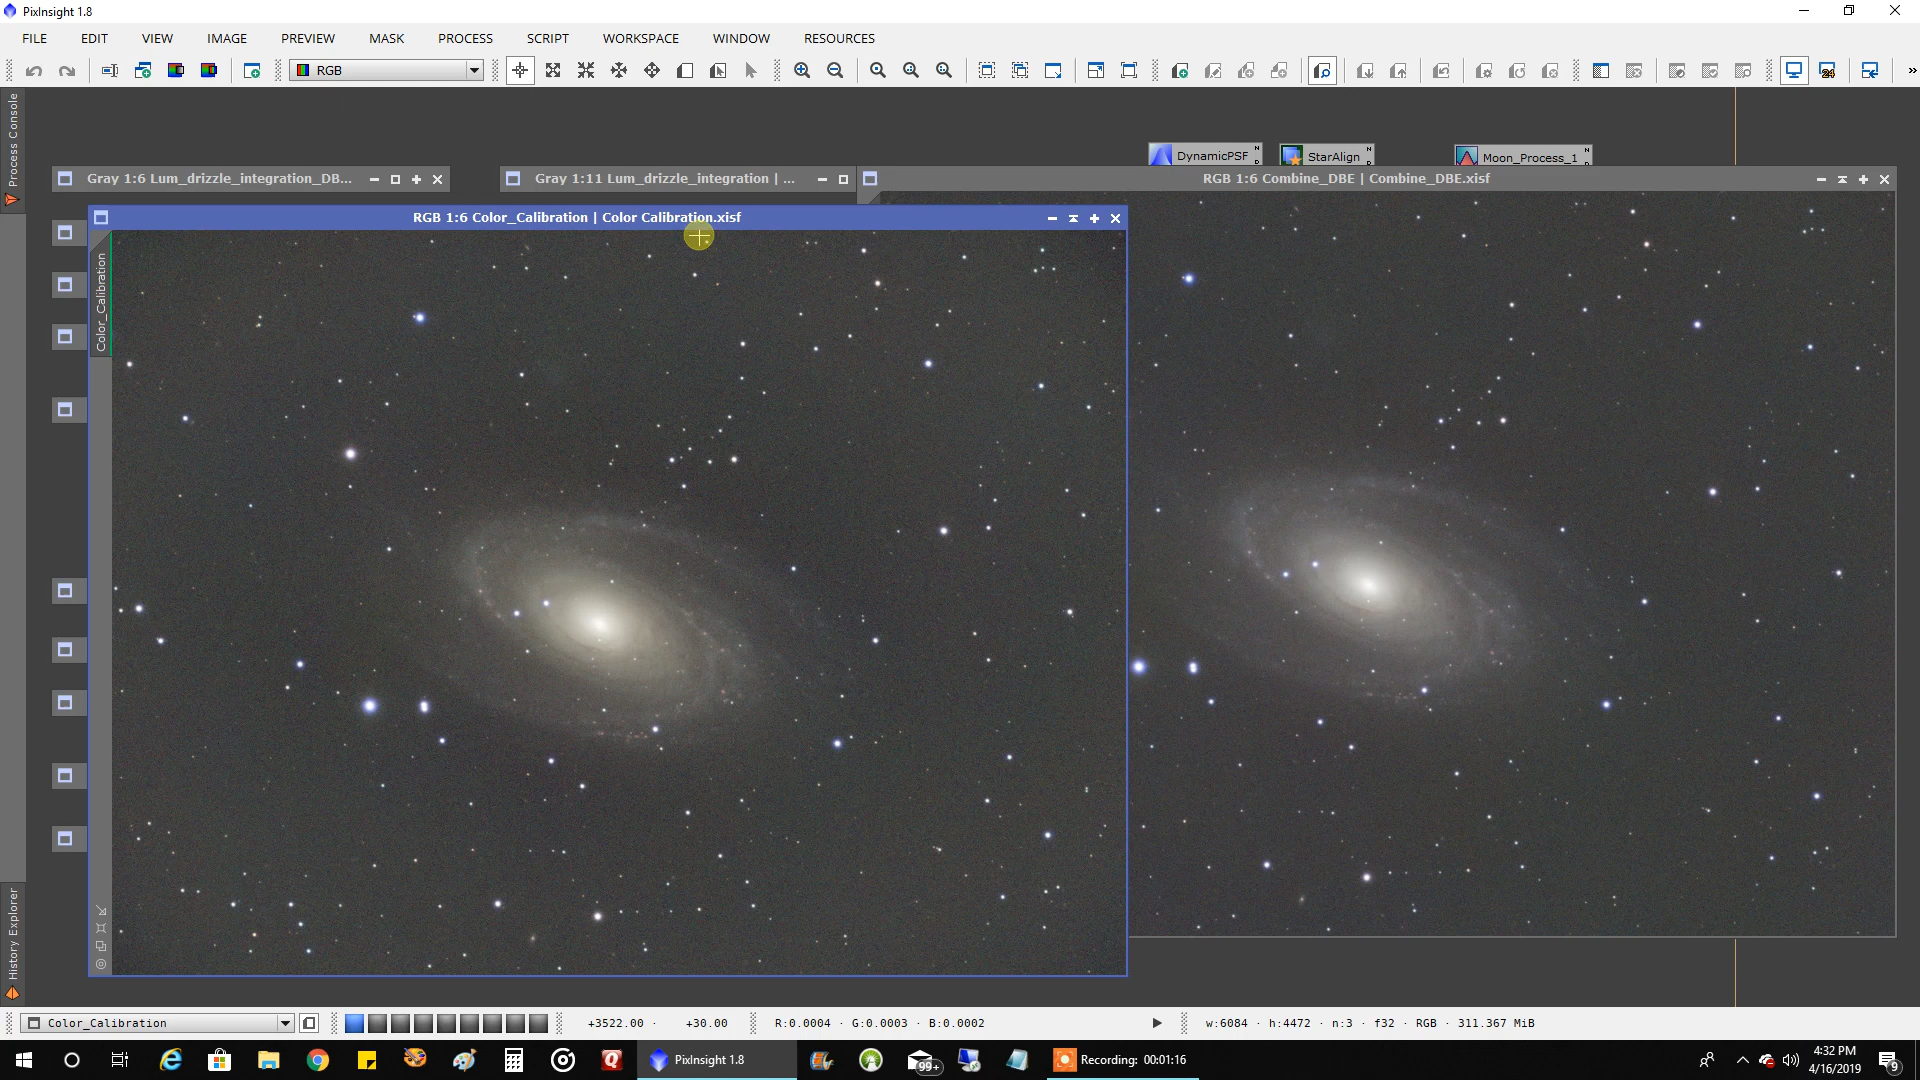 PixInsight 1.8
FILE EDIT VIEW IMAGE PREVIEW MASK PROCESS SCRIPT WORKSPACE WINDOW RESOURCES
RGB
24
»
Process Console
DynamicPSF
N
D
StarAlign
N
D
Moon_Process_1
N
D
Gray 1:6 Lum_drizzle_integration_DB...
Gray 1:11 Lum_drizzle_integration | ...
RGB 1:6 Combine_DBE | Combine_DBE.xisf
RGB 1:6 Color_Calibration | Color Calibration.xisf
Color_Calibration
History Explorer
Color_Calibration
+3522.00 · +30.00
R:0.0004 · G:0.0003 · B:0.0002
w:6084 · h:4472 · n:3 · f32 · RGB · 311.367 MiB
PixInsight 1.8
99+
Recording: 00:01:16
4:32 PM
4/16/2019
9